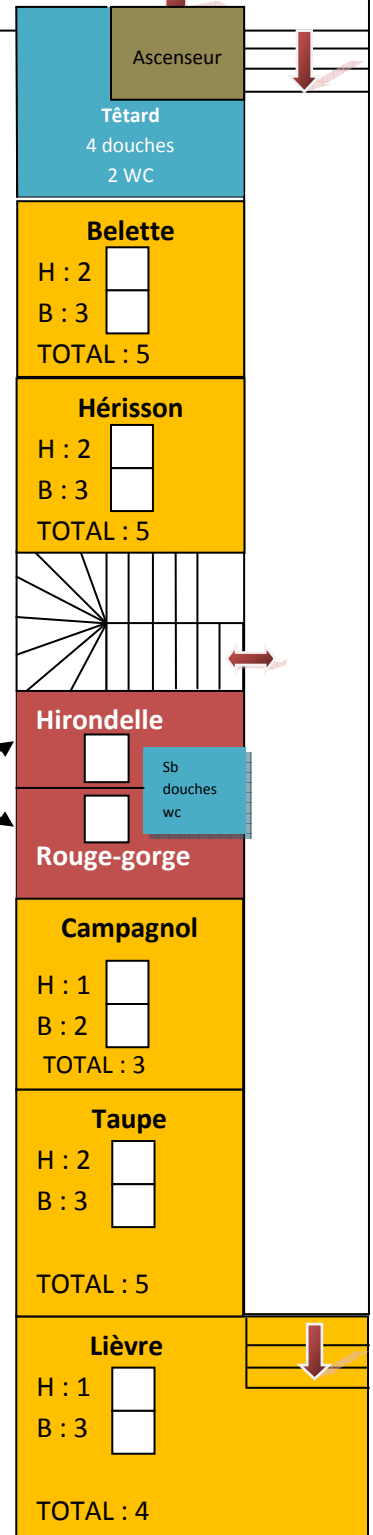 Ascenseur
Têtard
4 douches
2 WC
Belette
H : 2
B : 3
TOTAL : 5
Hérisson
H : 2
B : 3
TOTAL : 5
Hirondelle
Sb
douches
wc
Rouge-gorge
Campagnol
H : 1
B : 2
TOTAL : 3
Taupe
H : 2
B : 3
TOTAL : 5
Lièvre
H : 1
B : 3
TOTAL : 4